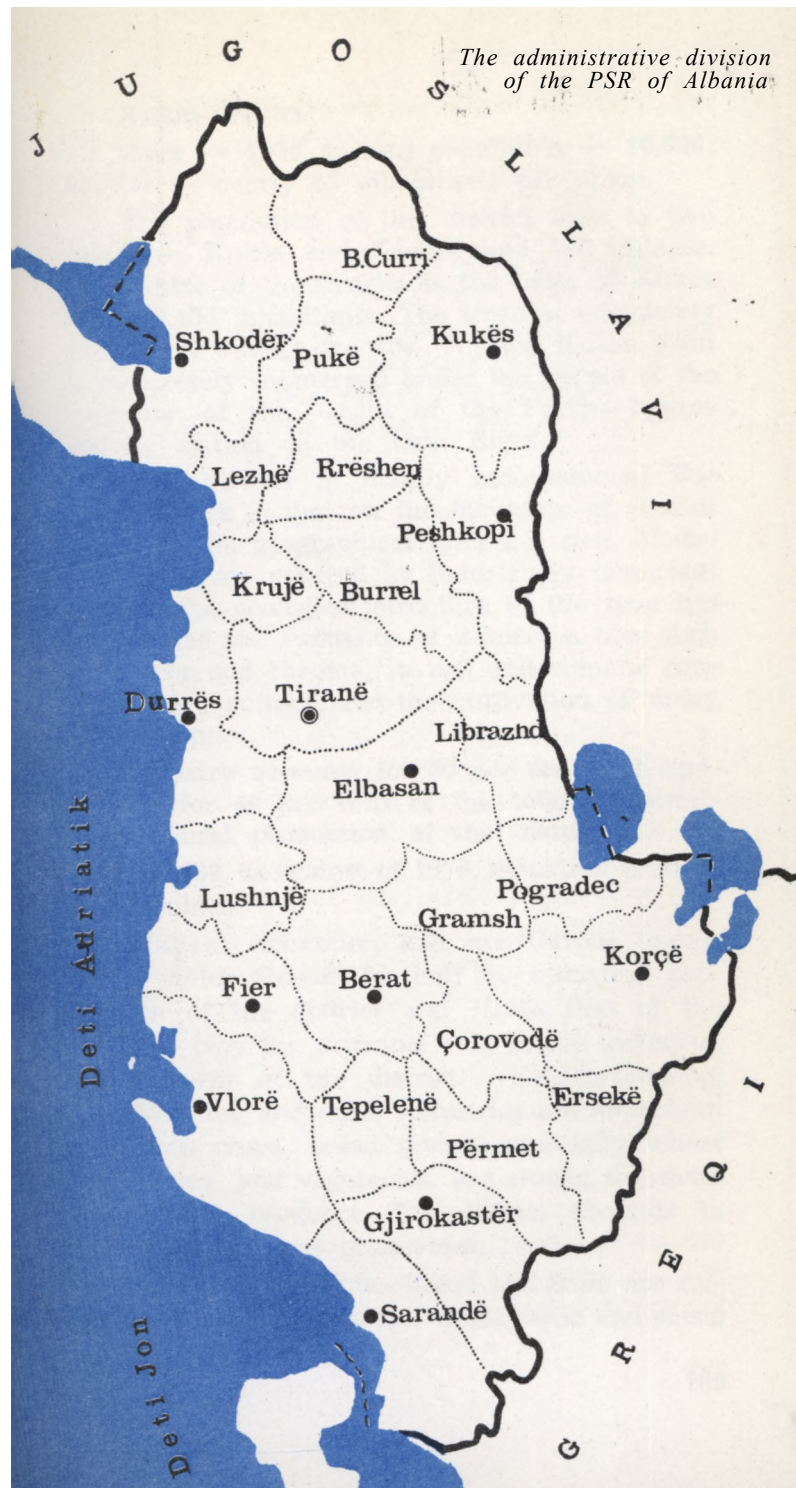 The administrative division
of the PSR of Albania
JUGOSLLAVI
B.Curri
Shkodër
Kukës
Pukë
Lezhë
Rrëshen
Peshkopi
Krujë
Burrel
Durrës
Tiranë
Librazhd
Elbasan
Lushnjë
Pogradec
Gramsh
Korçë
Fier
Berat
Çorovodë
Vlorë
Tepelenë
Ersekë
Përmet
Gjirokastër
Sarandë
Deti Adriatik
Deti Jon
GREQI